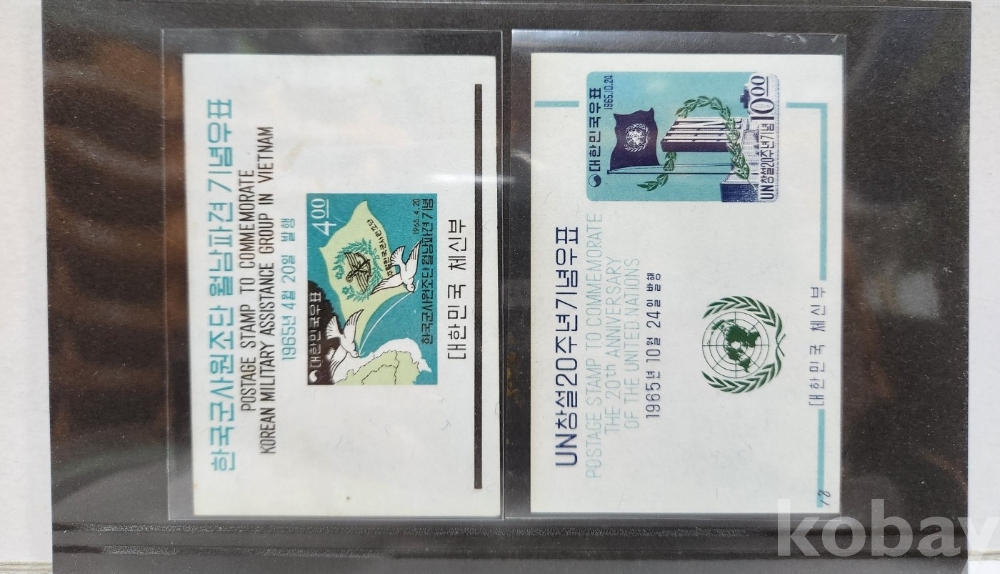 한국군사원조단 월남파견 기념우표
POSTAGE STAMP TO COMMEMORATE
KOREAN MILITARY ASSISTANCE GROUP IN VIETNAM
1965년 4월 20일 발행
대한민국우표
4.00
1965.4.20
한국군사원조단월남파견기념
대한민국 체신부
UN창설20주년기념우표
POSTAGE STAMP TO COMMEMORATE
THE 20th ANNIVERSARY
OF THE UNITED NATIONS
1965년 10월 24일 발행
대한민국우표
1965.10.24
10.00
UN창설20주년기념
대한민국 체신부
18
kobay